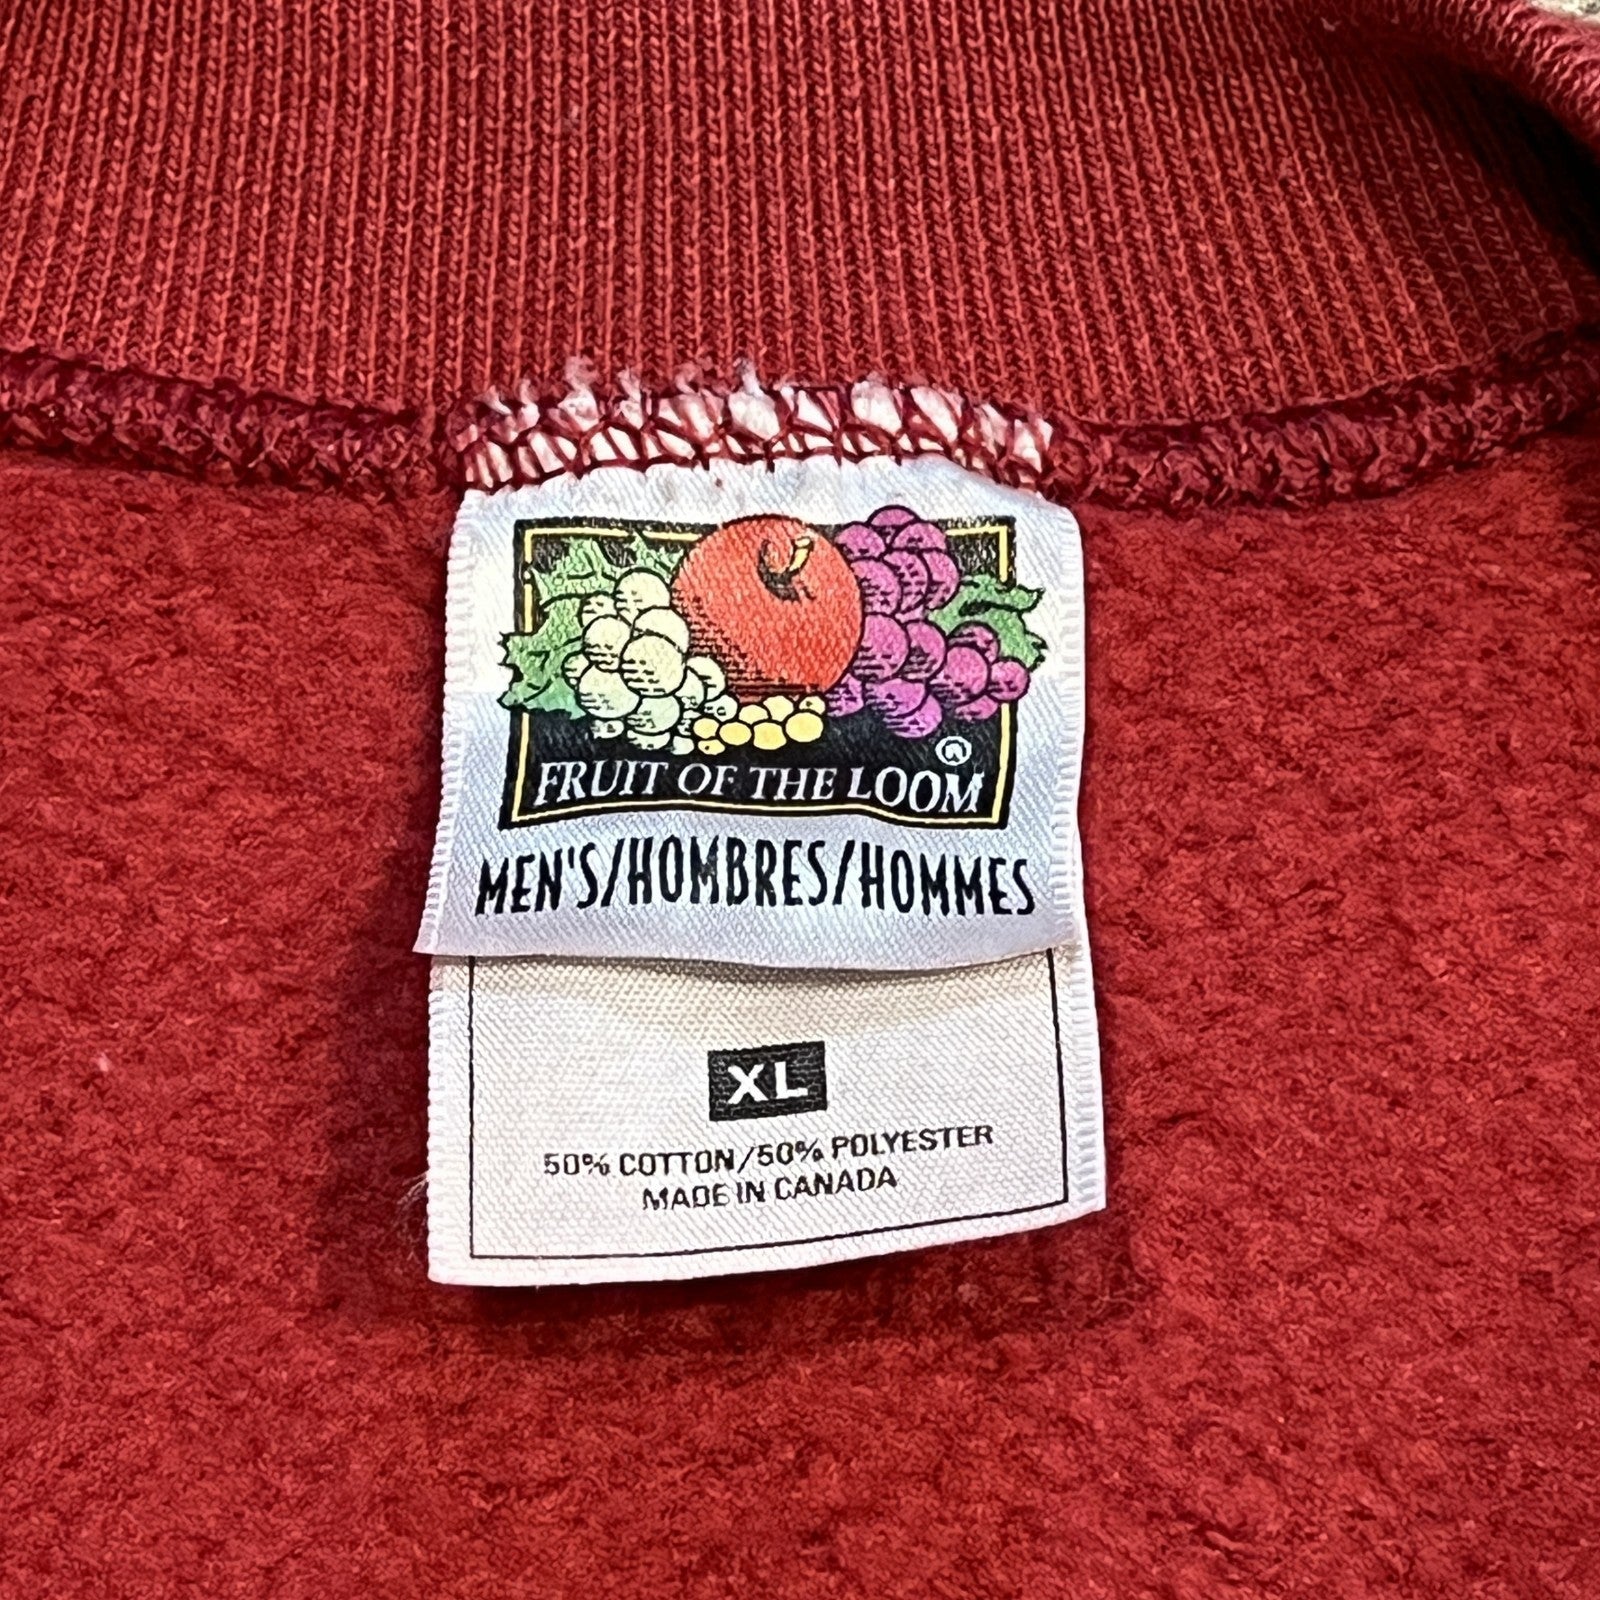 ®
FRUIT OF THE LOOM
MEN'S/HOMBRES/HOMMES
XL
50% COTTON/50% POLYESTER
MADE IN CANADA